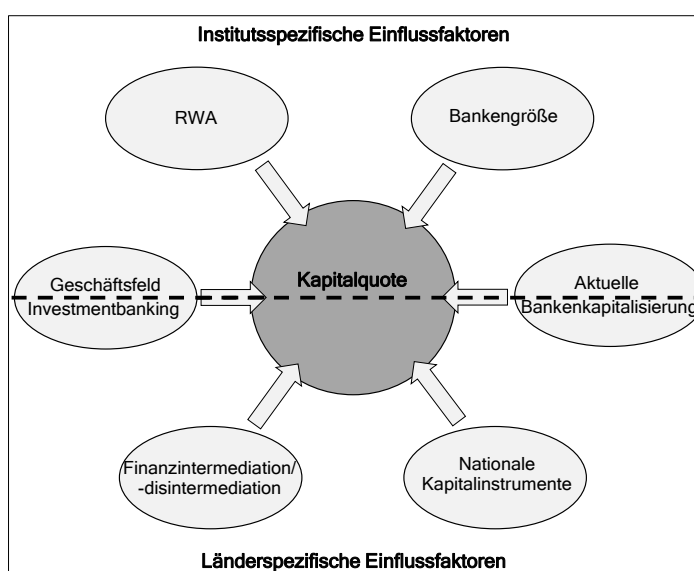 Institutsspezifische Einflussfaktoren
RWA
Bankengröße
Kapitalquote
Geschäftsfeld
Investmentbanking
Aktuelle
Bankenkapitalisierung
Finanzintermediation/
-disintermediation
Nationale
Kapitalinstrumente
Länderspezifische Einflussfaktoren